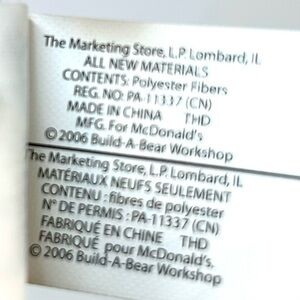 The Marketing Store, L.P. Lombard, IL
ALL NEW MATERIALS
CONTENTS: Polyester Fibers
REG. NO: PA-11337 (CN)
MADE IN CHINA THD
MFG. For McDonald's
© 2006 Build-A-Bear Workshop
The Marketing Store, L.P. Lombard, IL
MATÉRIAUX NEUFS SEULEMENT
CONTENU : fibres de polyester
N° DE PERMIS : PA-11337 (CN)
FABRIQUÉ EN CHINE THD
FABRIQUÉ pour McDonald's.
© 2006 Build-A-Bear Workshop